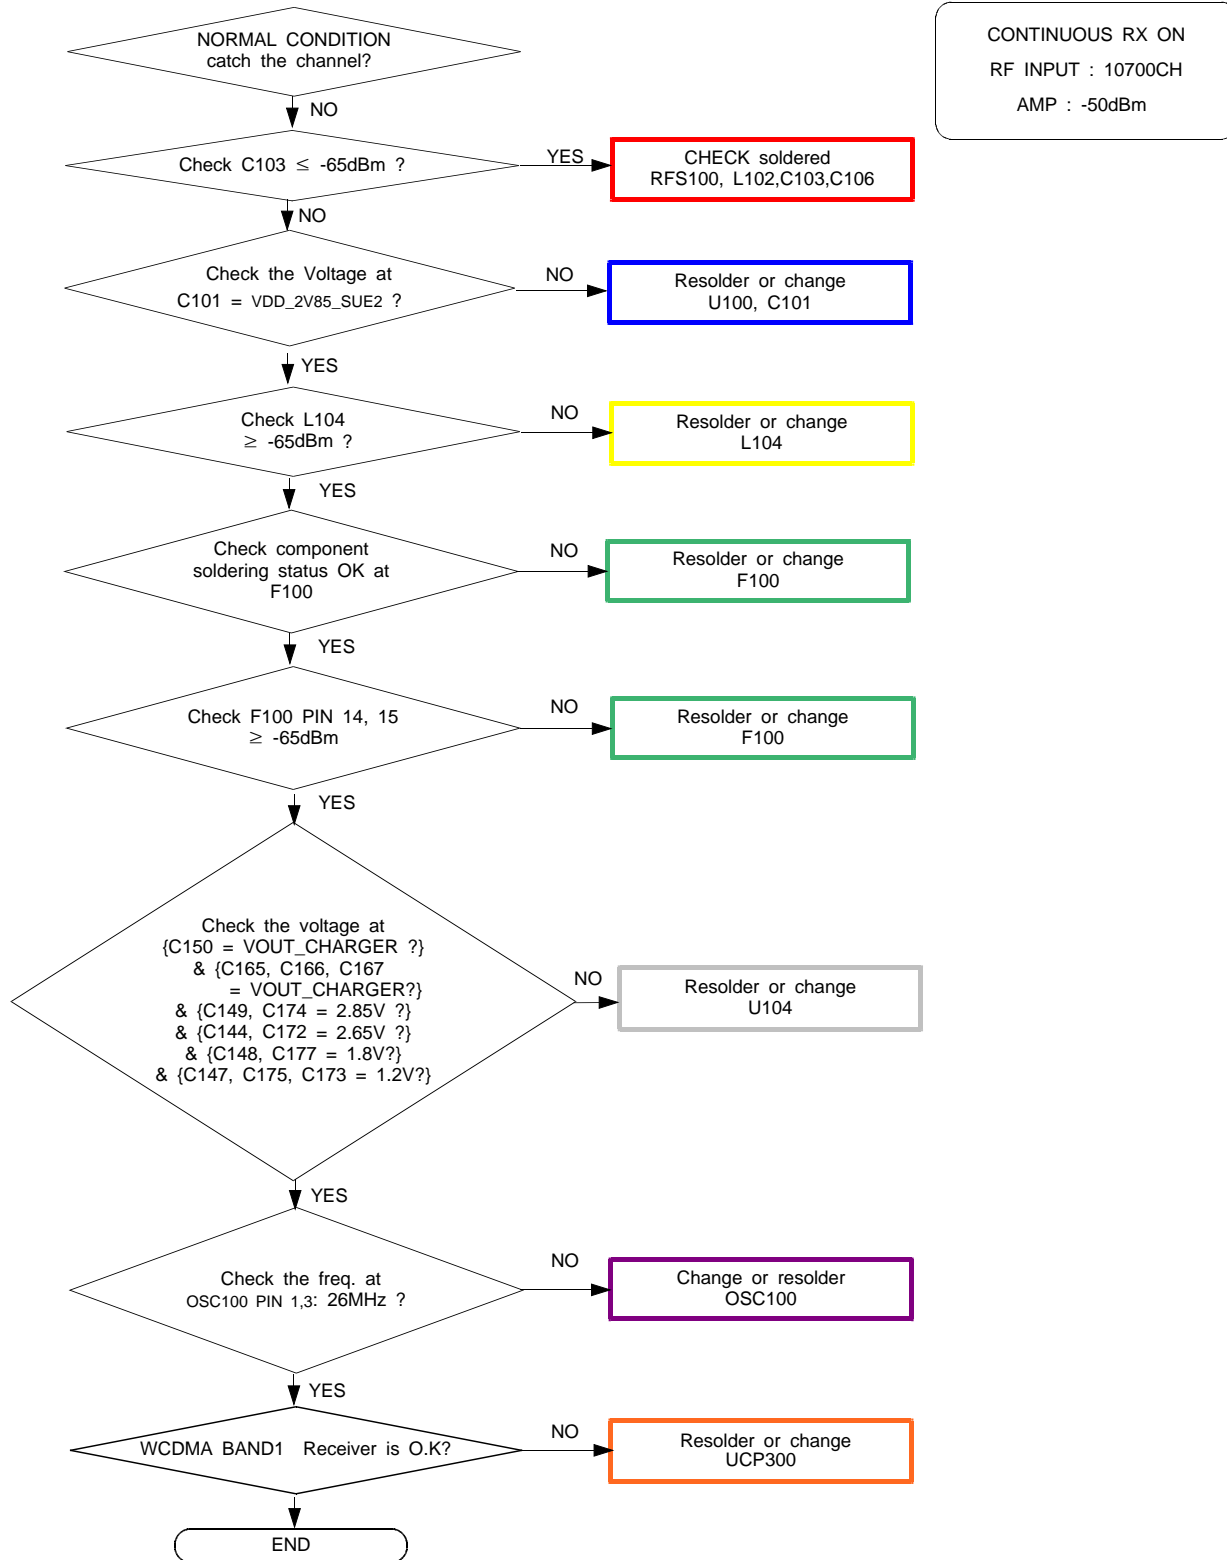 NORMAL CONDITION
catch the channel?
CONTINUOUS RX ON
RF INPUT : 10700CH
AMP : -50dBm
NO
Check C103 ≤ -65dBm ?
YES
CHECK soldered
RFS100, L102,C103,C106
NO
Check the Voltage at
C101 = VDD_2V85_SUE2 ?
NO
Resolder or change
U100, C101
YES
Check L104
≥ -65dBm ?
NO
Resolder or change
L104
YES
Check component
soldering status OK at
F100
NO
Resolder or change
F100
YES
Check F100 PIN 14, 15
≥ -65dBm
NO
Resolder or change
F100
YES
Check the voltage at
{C150 = VOUT_CHARGER ?}
& {C165, C166, C167
= VOUT_CHARGER?}
& {C149, C174 = 2.85V ?}
& {C144, C172 = 2.65V ?}
& {C148, C177 = 1.8V?}
& {C147, C175, C173 = 1.2V?}
NO
Resolder or change
U104
YES
Check the freq. at
OSC100 PIN 1,3: 26MHz ?
NO
Change or resolder
OSC100
YES
WCDMA BAND1 Receiver is O.K?
NO
Resolder or change
UCP300
END